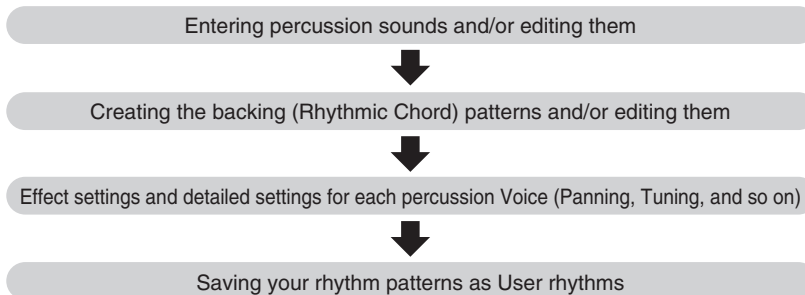 Entering percussion sounds and/or editing them
Creating the backing (Rhythmic Chord) patterns and/or editing them
Effect settings and detailed settings for each percussion Voice (Panning, Tuning, and so on)
Saving your rhythm patterns as User rhythms